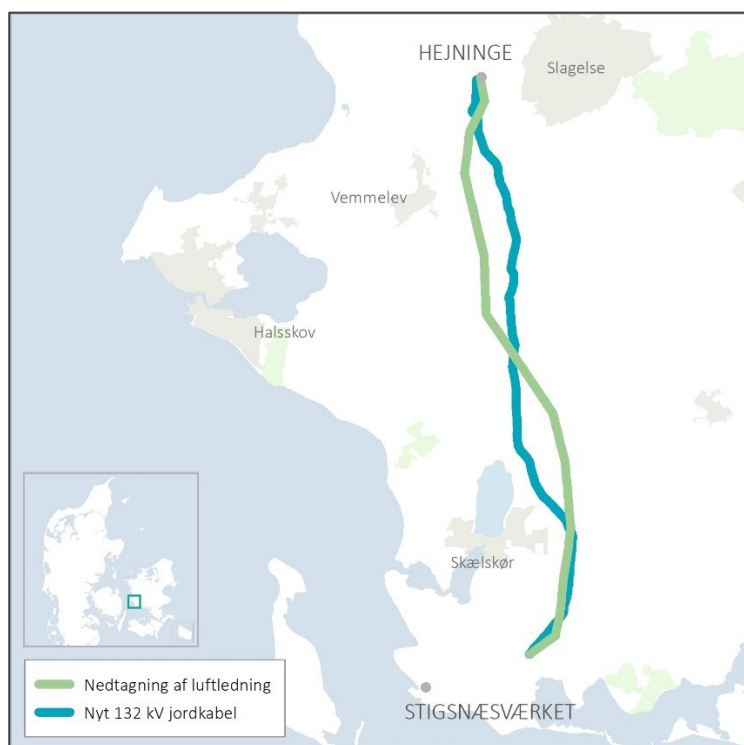 HEJNINGE
Slagelse
Vemmelev
Halsskov
Skælskør
STIGSNÆSVÆRKET
Nedtagning af luftledning
Nyt 132 kV jordkabel